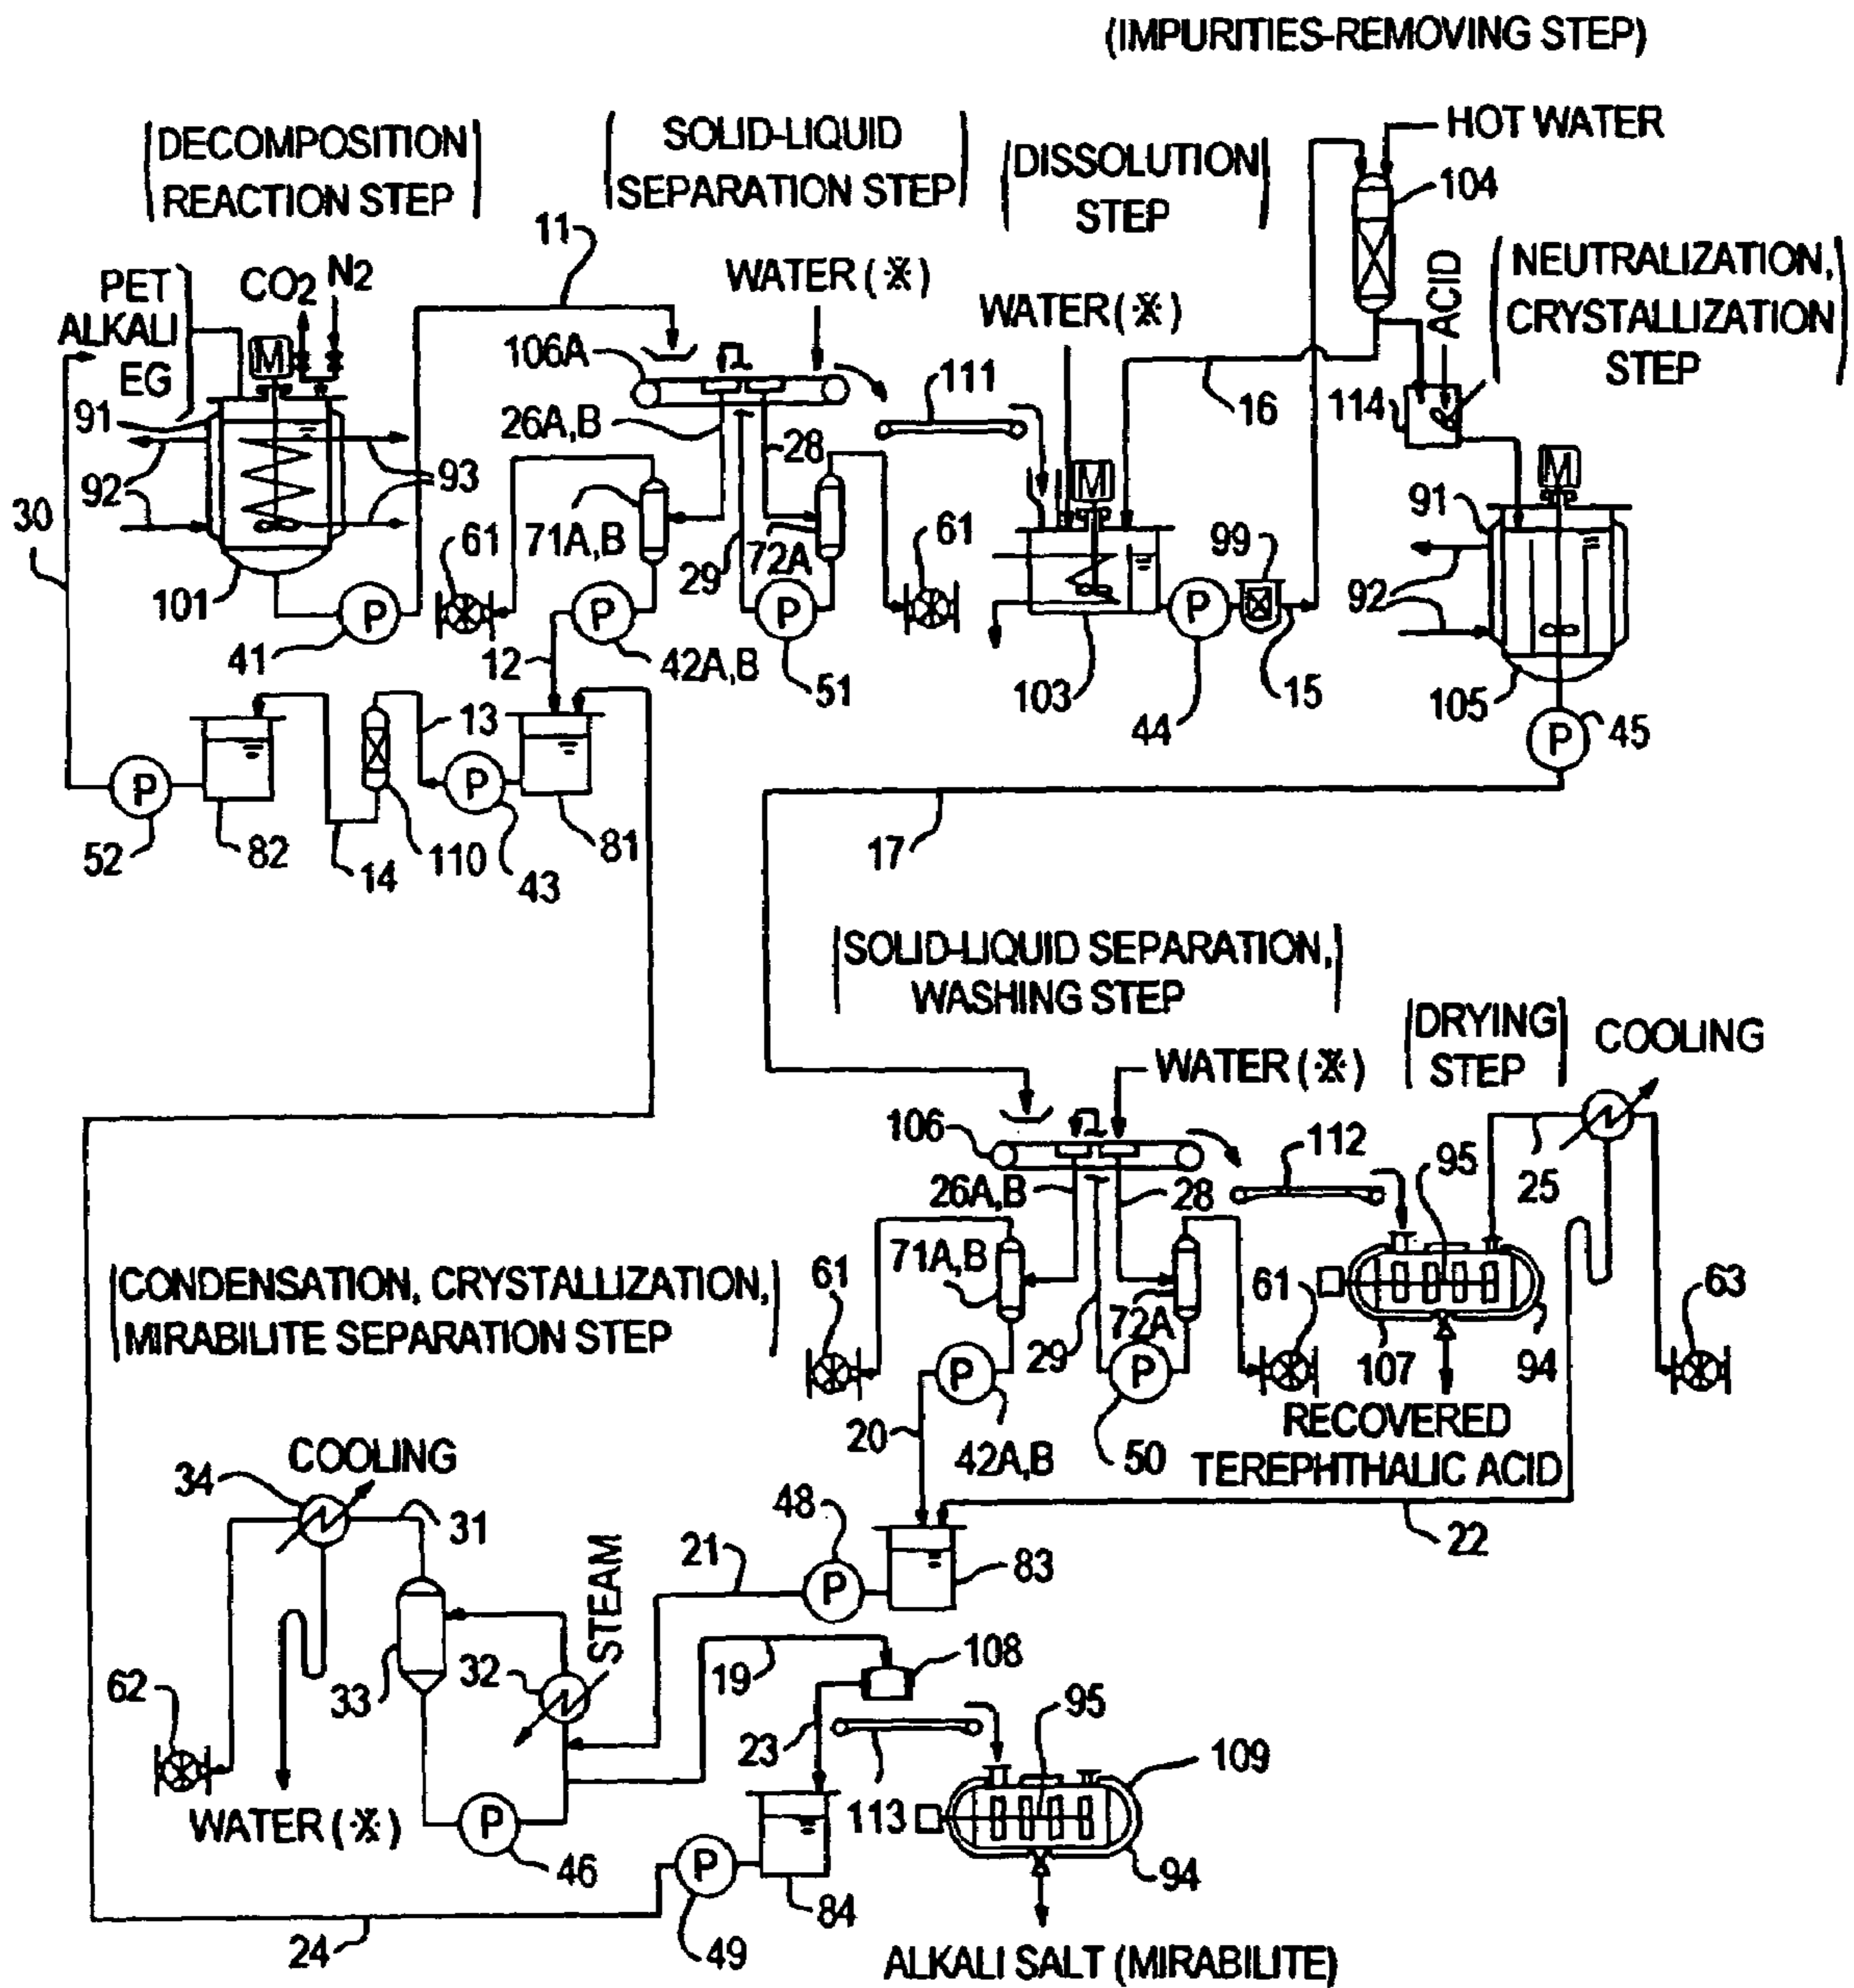 (IMPURITIES-REMOVING STEP)
DECOMPOSITION
REACTION STEP
SOLID-LIQUID
SEPARATION STEP
DISSOLUTION
STEP
HOT WATER
104
NEUTRALIZATION,
CRYSTALLIZATION
STEP
ACID
PET
ALKALI
EG
CO2
N2
11
WATER (※)
WATER (※)
M
106A
111
16
114
91
26A,B
28
92
93
30
61
71A,B
29
72A
61
M
99
M
91
92
101
P
41
12
P
42A,B
P
51
103
P
44
15
105
P
45
13
P
52
82
14
110
P
43
81
17
SOLID-LIQUID SEPARATION,
WASHING STEP
DRYING
STEP
COOLING
WATER (※)
106
112
95
25
26A,B
28
71A,B
61
29
72A
61
107
94
63
CONDENSATION, CRYSTALLIZATION,
MIRABILITE SEPARATION STEP
P
P
20
42A,B
50
RECOVERED
TEREPHTHALIC ACID
COOLING
34
31
48
21
STEAM
P
83
22
33
32
19
108
62
23
95
109
WATER (※)
P
46
113
P
84
94
24
49
ALKALI SALT (MIRABILITE)